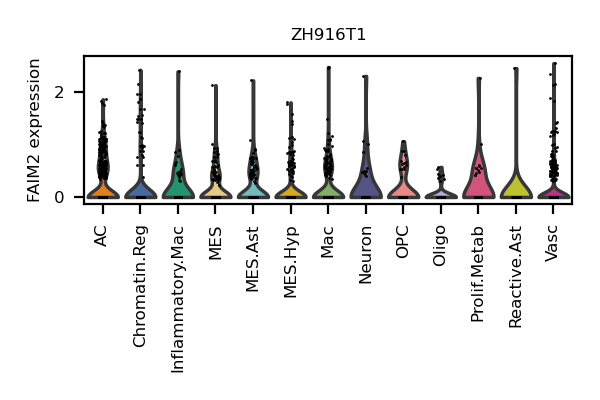 ZH916T1
FAIM2 expression
2
0
AC
Chromatin.Reg
Inflammatory.Mac
MES
MES.Ast
MES.Hyp
Mac
Neuron
OPC
Oligo
Prolif.Metab
Reactive.Ast
Vasc